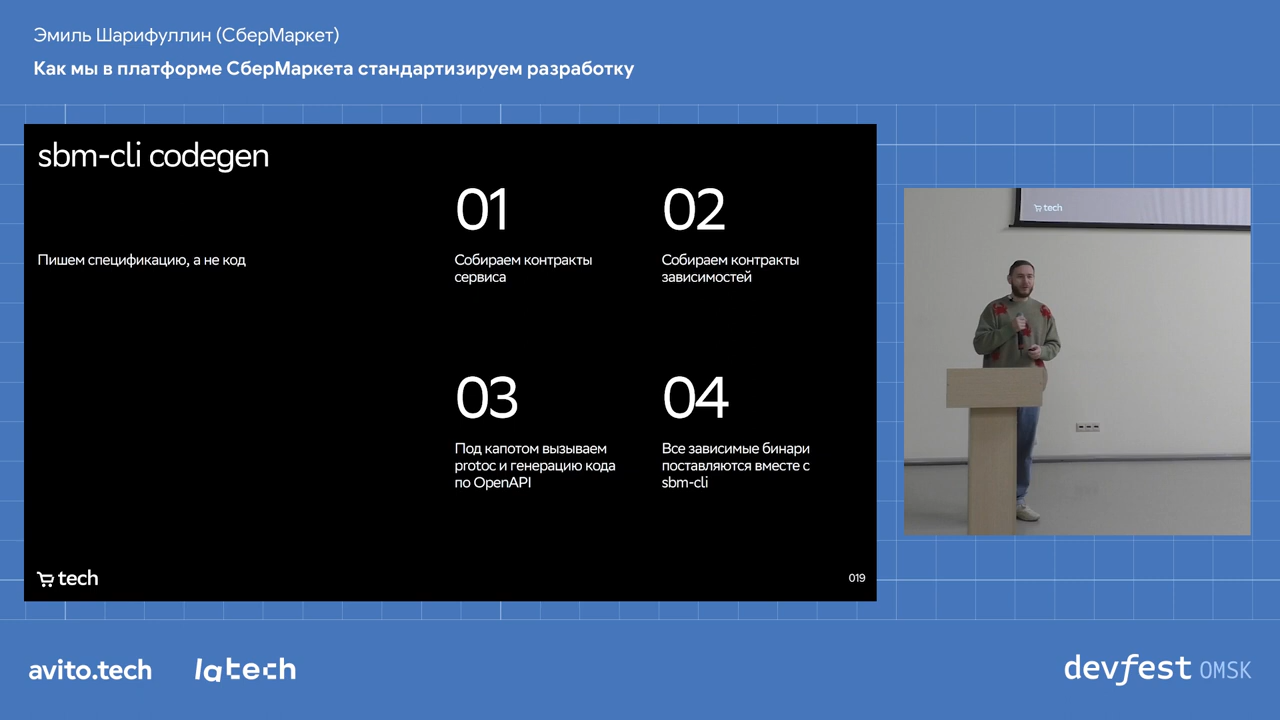 Эмиль Шарифуллин (СберМаркет)
Как мы в платформе СберМаркета стандартизируем разработку
sbm-cli codegen
Пишем спецификацию, а не код
01
Собираем контракты
сервиса
02
Собираем контракты
зависимостей
03
Под капотом вызываем
protoc и генерацию кода
по OpenAPI
04
Все зависимые бинари
поставляются вместе с
sbm-cli
tech
019
tech
avito.tech
latech
devfest OMSK